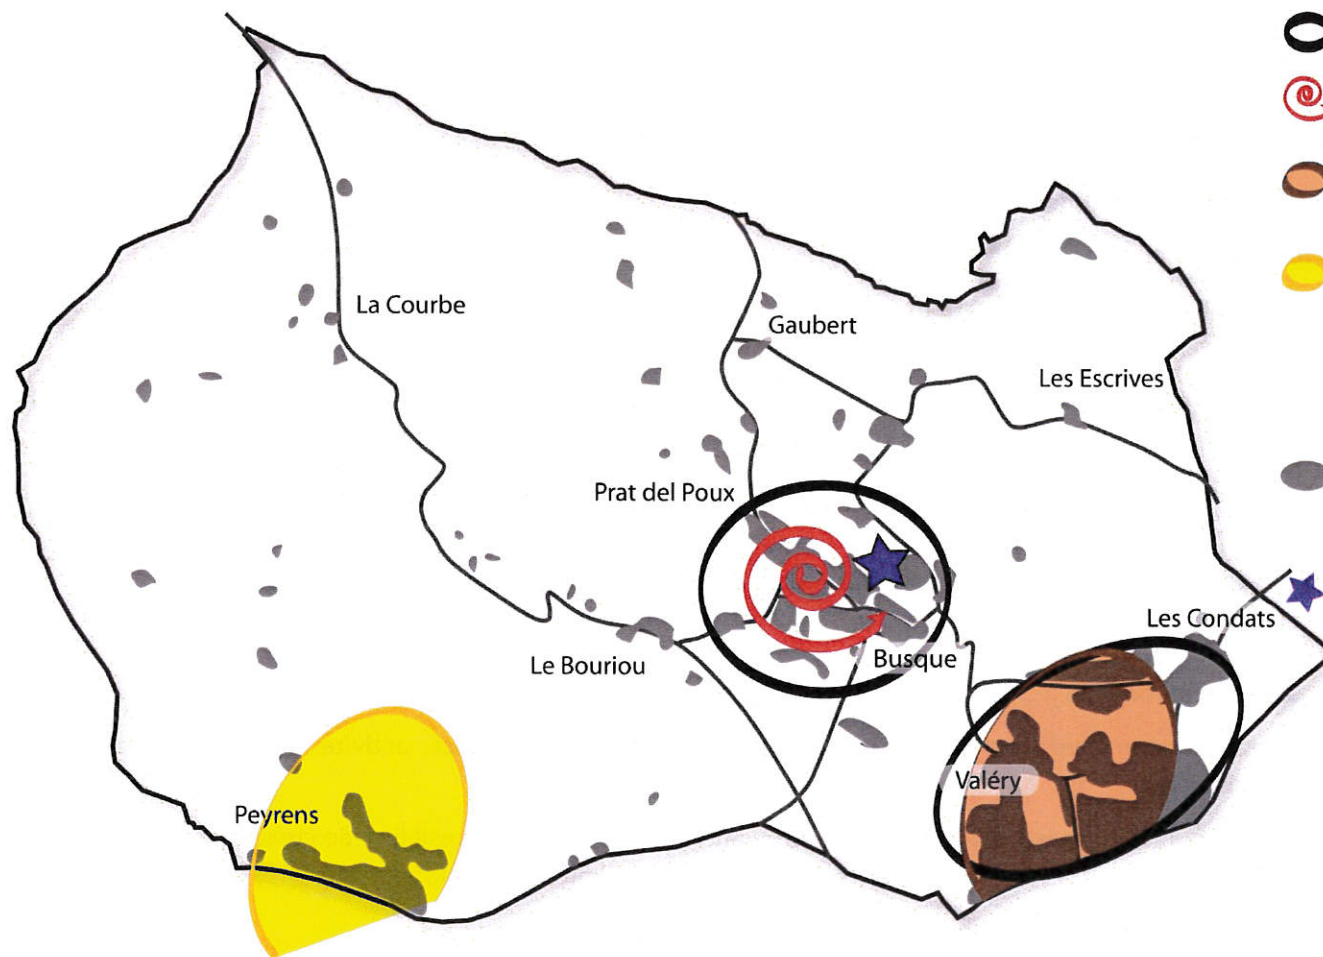 La Courbe
Gaubert
Les Escrives
Prat del Poux
Les Condats
Le Bouriou
Busque
Valéry
Peyrens